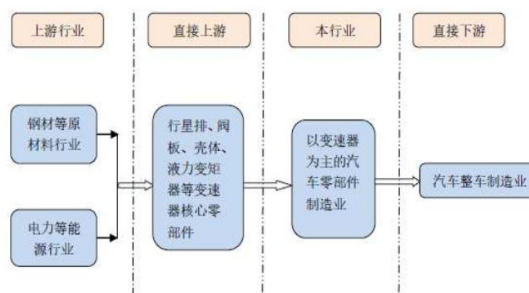 上游行业
直接上游
本行业
直接下游
钢材等原
材料行业
电力等能
源行业
行星排、阀
板、壳体、
液力变矩
器等变速
器核心零
部件
以变速器
为主的汽
车零部件
制造业
汽车整车制造业